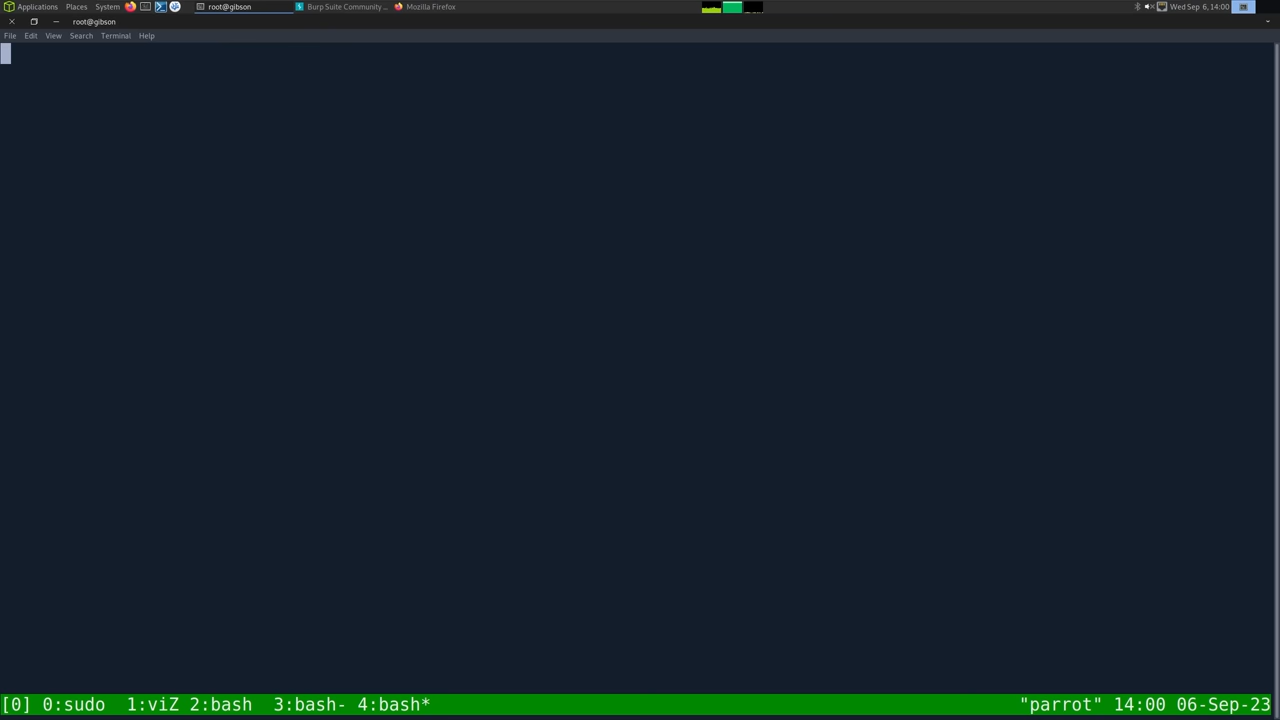 Applications Places System root@gibson Burp Suite Community ... Mozilla Firefox Wed Sep 6, 14:00
root@gibson
File Edit View Search Terminal Help
[0] 0:sudo 1:viZ 2:bash 3:bash- 4:bash* "parrot" 14:00 06-Sep-23